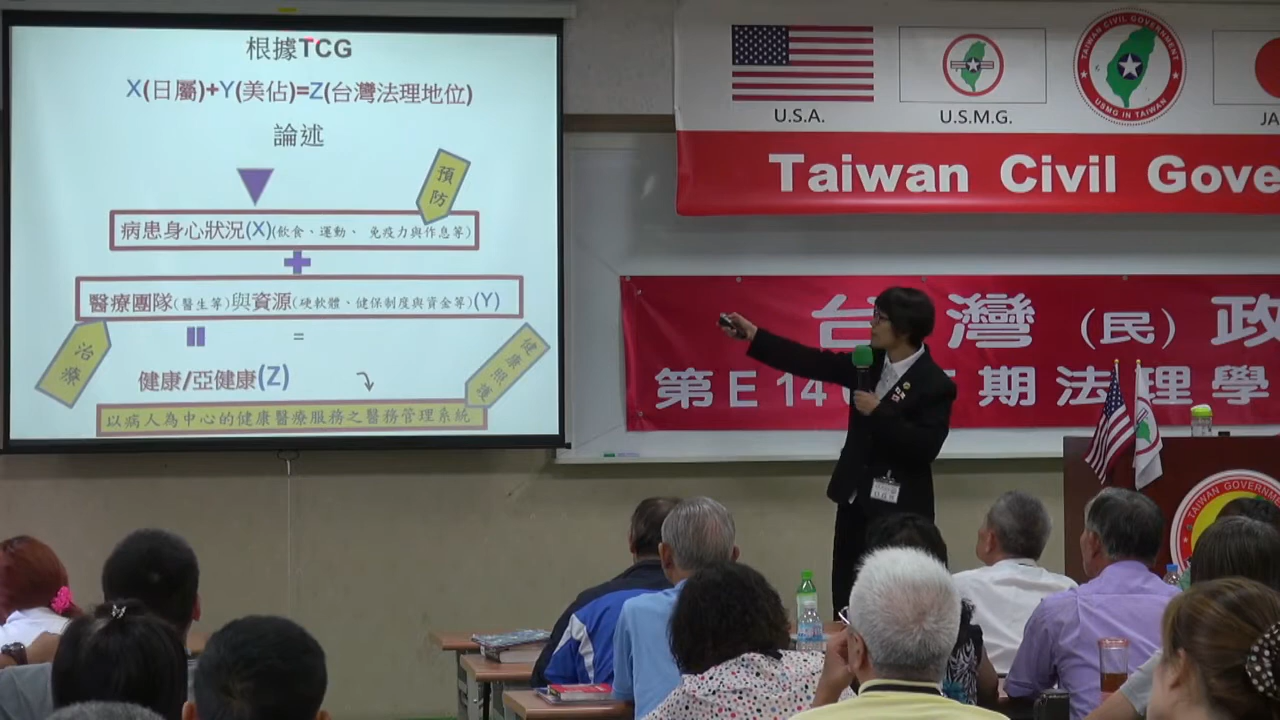 根據TCG
X(日屬)+Y(美佔)=Z(台灣法理地位)
論述
預防
病患身心狀況(X)(飲食、運動、免疫力與作息等)
醫療團隊(醫生等)與資源(硬軟體、健保制度與資金等)(Y)
=
治療
健康/亞健康(Z)
健康照護
以病人為中心的健康醫療服務之醫務管理系統
U.S.A.
U.S.M.G.
TAIWAN CIVIL GOVERNMENT
USMG IN TAIWAN
JA
Taiwan Civil Gove
台灣(民)政
第E14 期法理學
TAIWAN GOVERNMEN